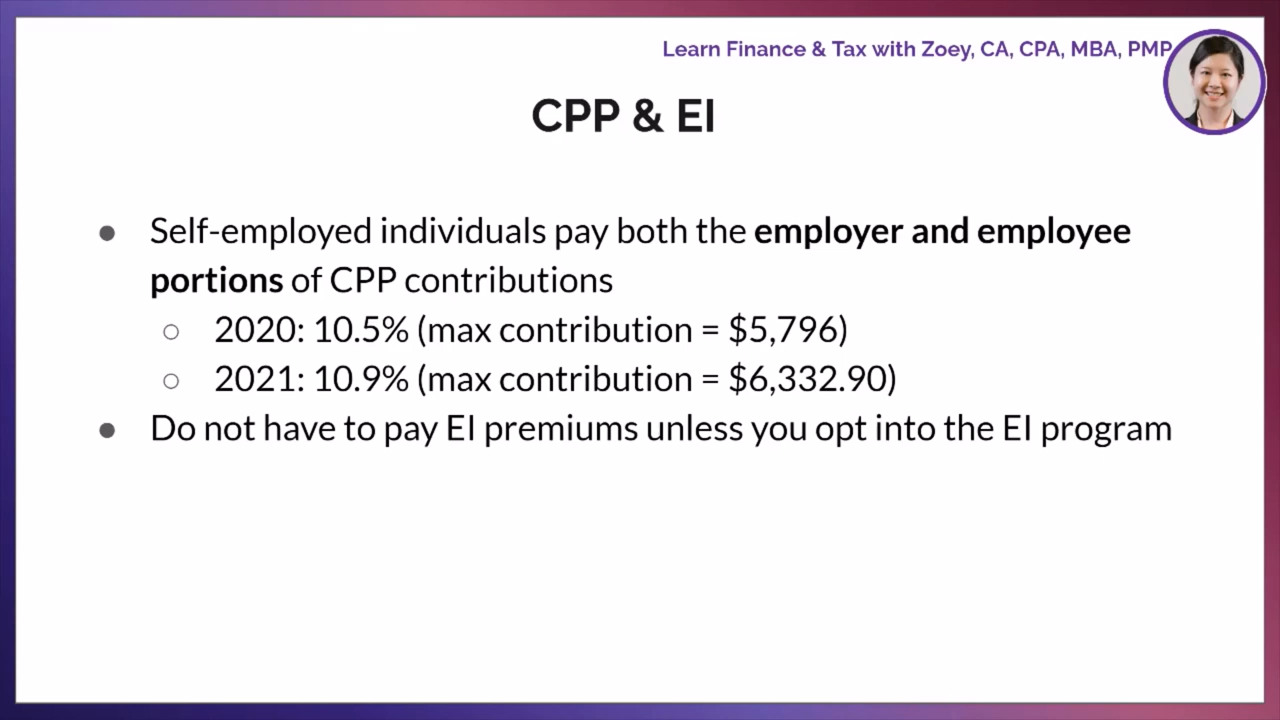 Learn Finance & Tax with Zoey, CA, CPA, MBA, PMP
CPP & EI
● Self-employed individuals pay both the employer and employee
portions of CPP contributions
○ 2020: 10.5% (max contribution = $5,796)
○ 2021: 10.9% (max contribution = $6,332.90)
● Do not have to pay EI premiums unless you opt into the EI program